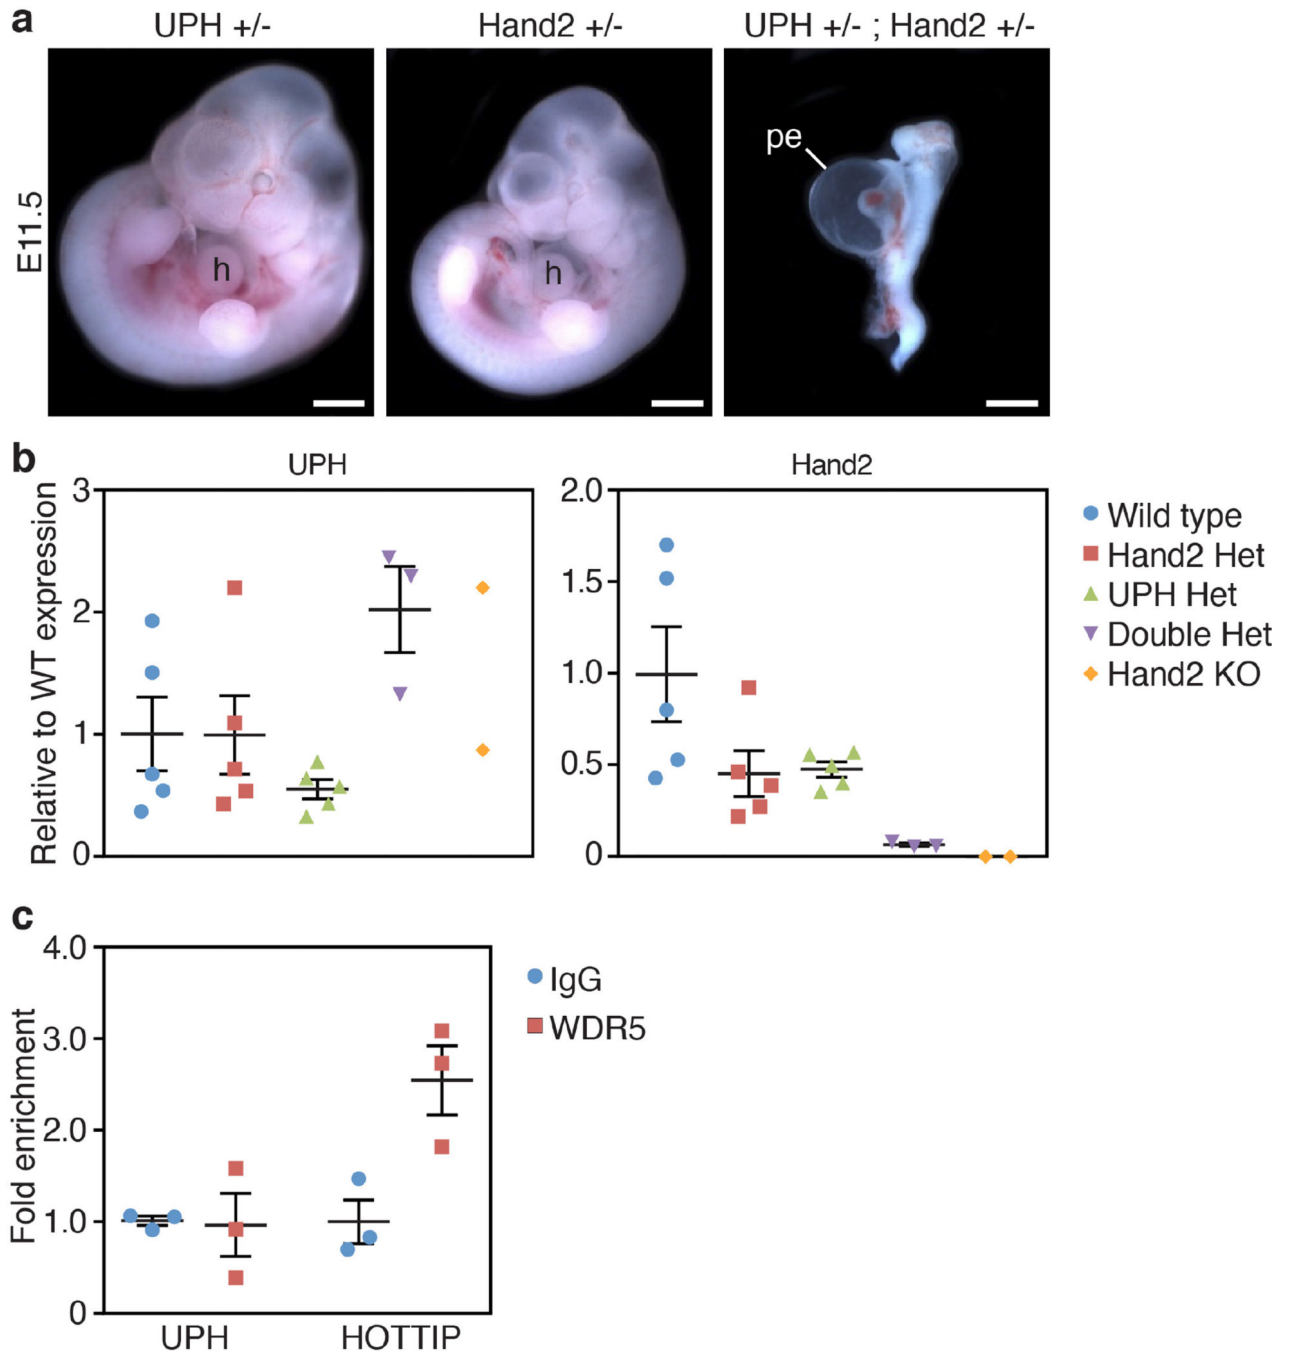 a
UPH +/-
Hand2 +/-
UPH +/- ; Hand2 +/-
E11.5
h
h
pe
b
UPH
Hand2
Relative to WT expression
3
2
1
0
2.0
1.5
1.0
0.5
0
Wild type
Hand2 Het
UPH Het
Double Het
Hand2 KO
c
Fold enrichment
4.0
3.0
2.0
1.0
0
UPH
HOTTIP
IgG
WDR5